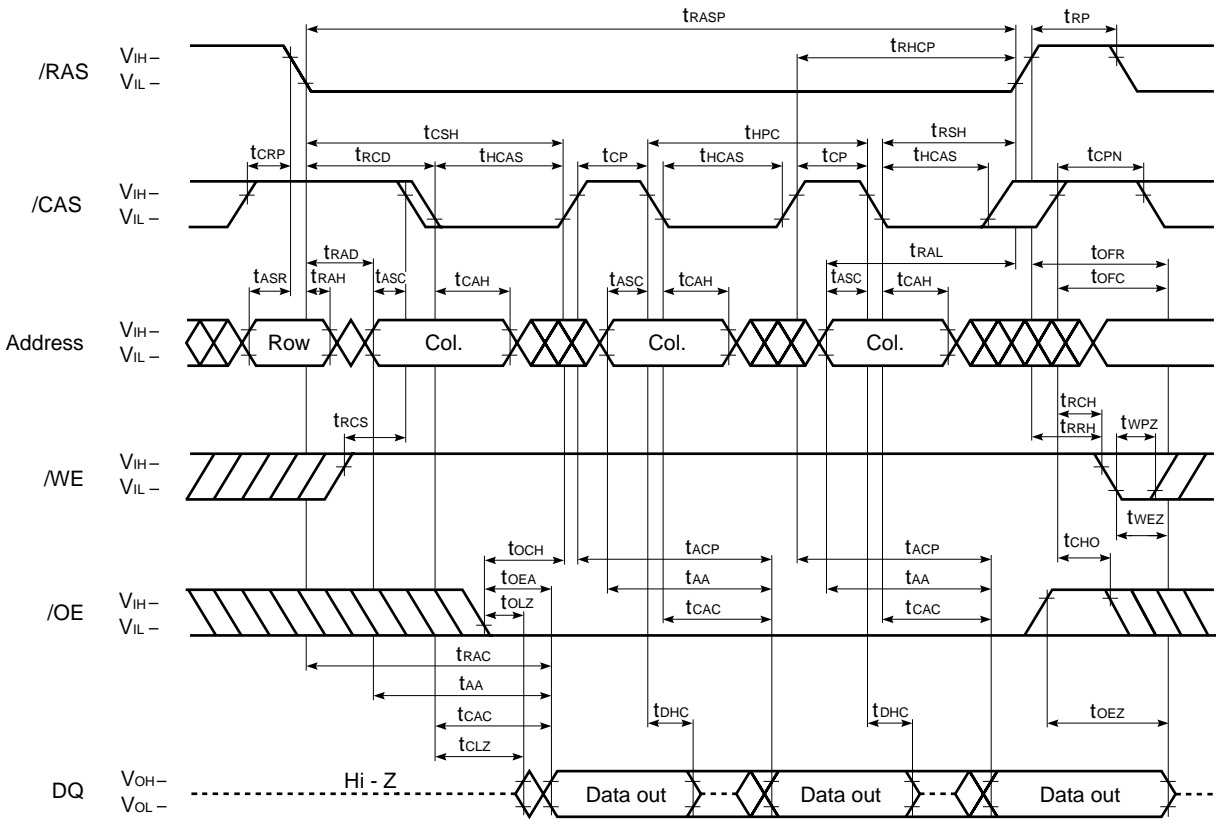 tRASP tRP
tRHCP
/RAS VIH–
VIL–
tCSH tHPC tRSH
tCRP tRCD tHCAS tCP tHCAS tCP tHCAS tCPN
/CAS VIH–
VIL–
tRAD tRAL tOFR
tASR tRAH tASC tCAH tASC tCAH tASC tCAH tOFC
Address VIH–
VIL–
Row Col. Col. Col.
tRCH
tRCS tRRH tWPZ
/WE VIH–
VIL–
tWEZ
tOCH tACP tACP tCHO
tOEA tAA tAA
tOLZ tCAC tCAC
/OE VIH–
VIL–
tRAC
tAA
tCAC tDHC tDHC tOEZ
tCLZ
DQ VOH–
VOL–
Hi - Z Data out Data out Data out